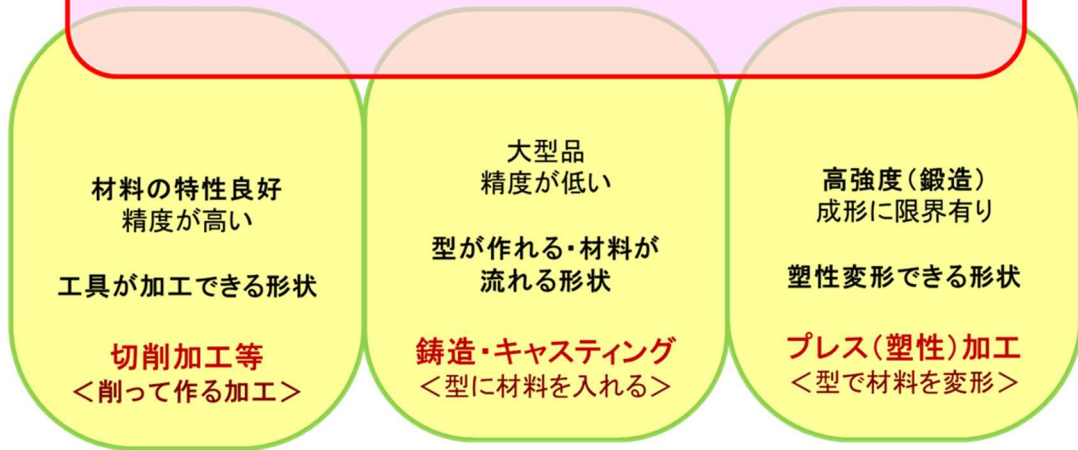 材料の特性良好
精度が高い
工具が加工できる形状
切削加工等
＜削って作る加工＞
大型品
精度が低い
型が作れる・材料が
流れる形状
鋳造・キャスティング
＜型に材料を入れる＞
高強度（鍛造）
成形に限界有り
塑性変形できる形状
プレス（塑性）加工
＜型で材料を変形＞